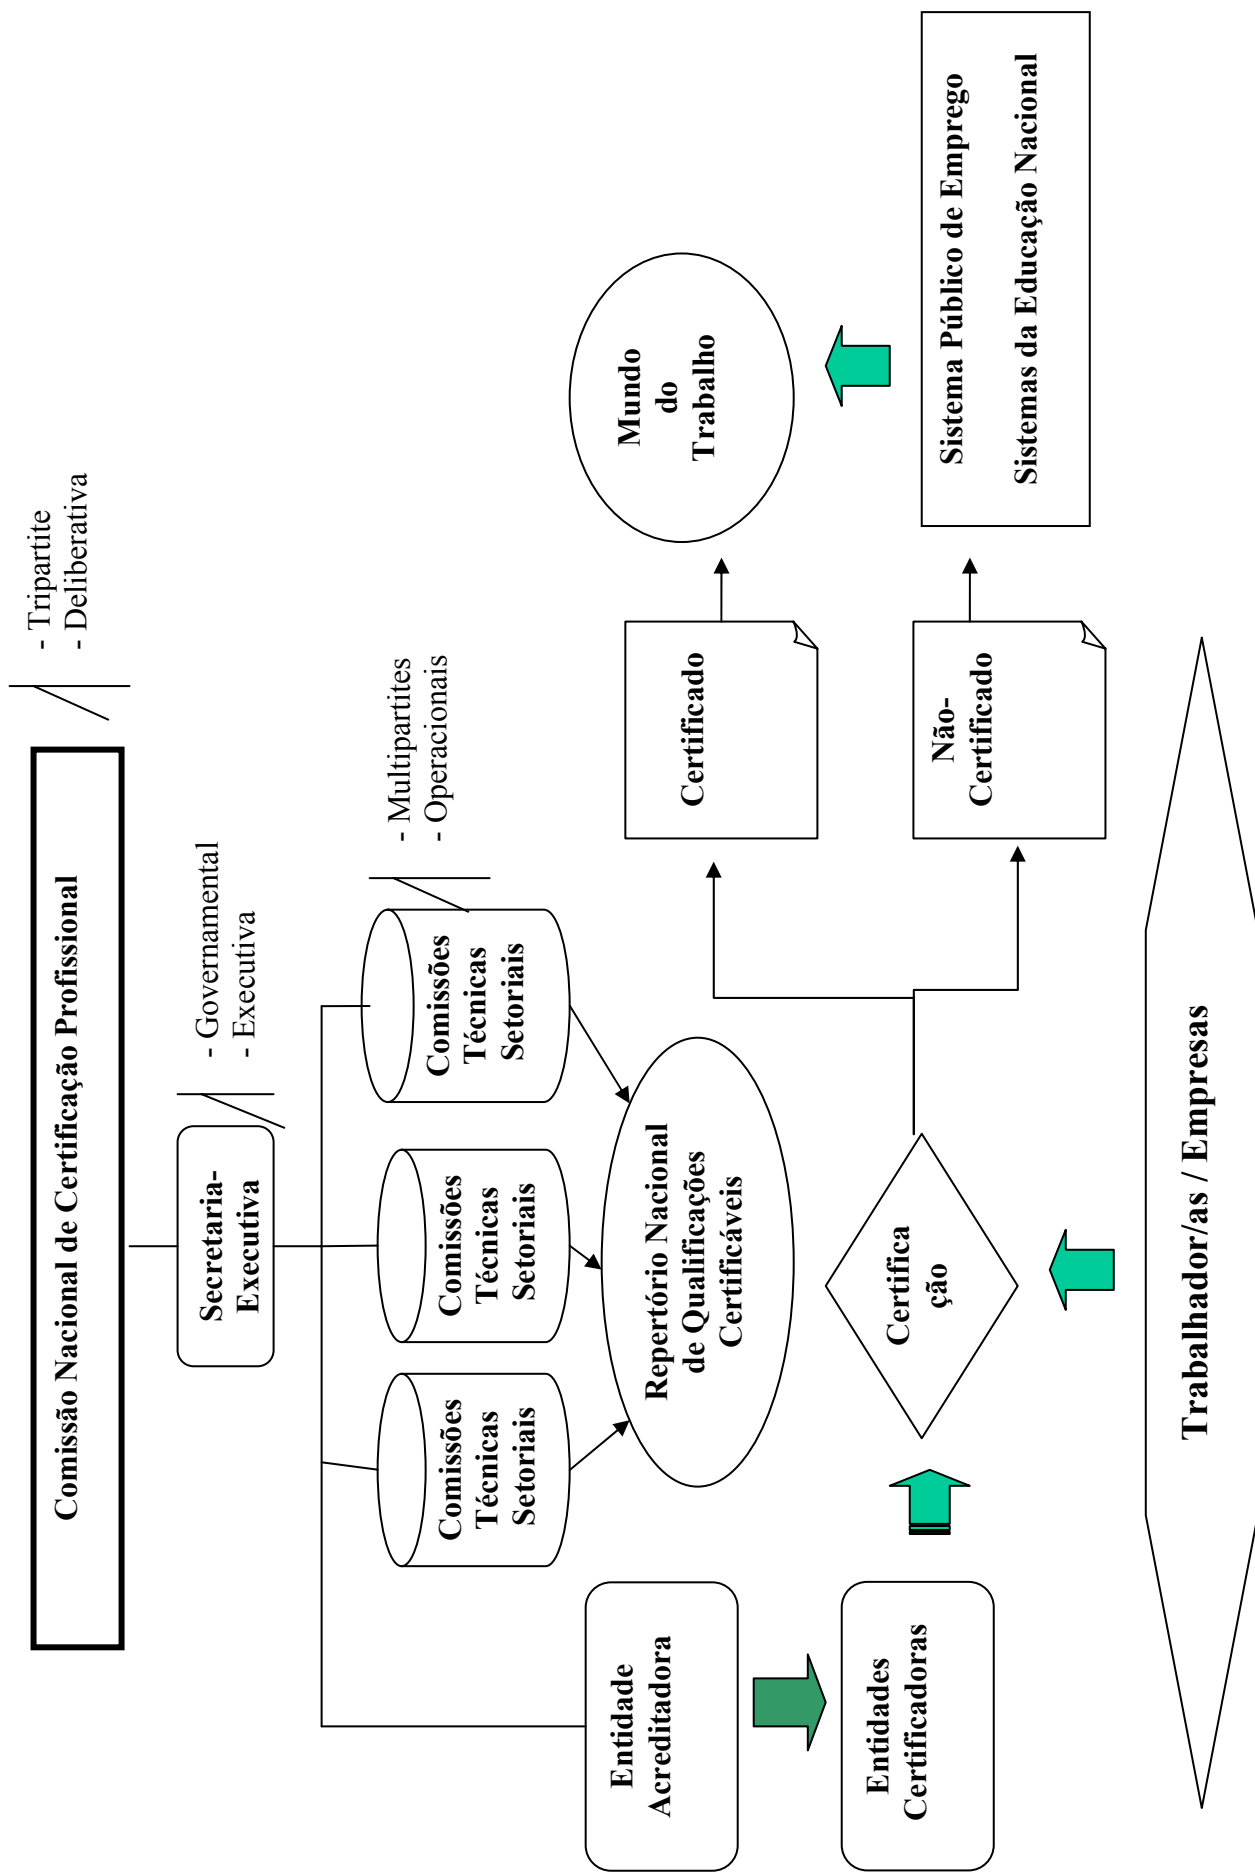 Comissão Nacional de Certificação Profissional
- Tripartite
- Deliberativa
Secretaria-
Executiva
- Governamental
- Executiva
Comissões
Técnicas
Setoriais
Comissões
Técnicas
Setoriais
Comissões
Técnicas
Setoriais
- Multipartites
- Operacionais
Entidade
Acreditadora
Repertório Nacional
de Qualificações
Certificáveis
Certificado
Mundo
do
Trabalho
Entidades
Certificadoras
Certifica
ção
Não-
Certificado
Sistema Público de Emprego
Sistemas da Educação Nacional
Trabalhador/as / Empresas